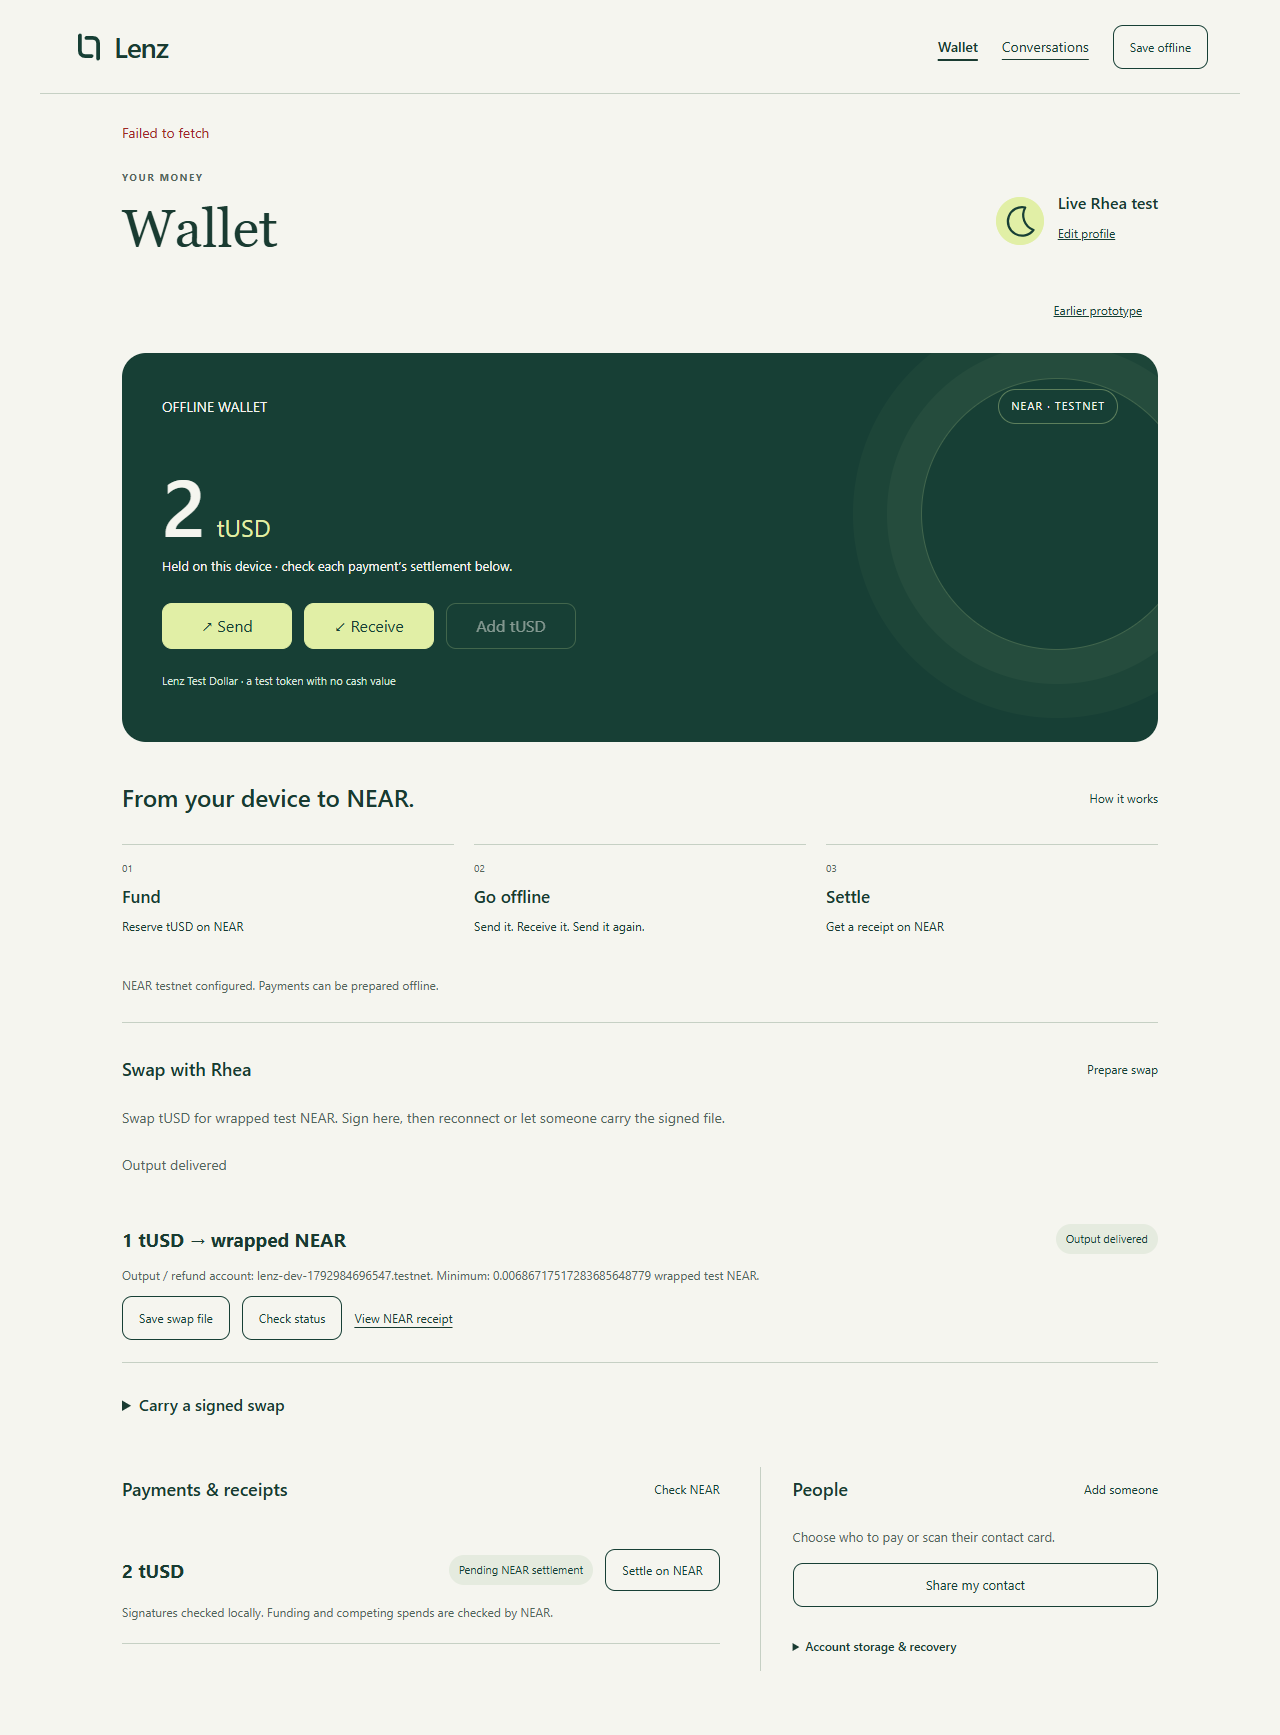 Lenz
Wallet
Conversations
Save offline
Failed to fetch
YOUR MONEY
Wallet
Live Rhea test
Edit profile
Earlier prototype
OFFLINE WALLET
NEAR · TESTNET
2 tUSD
Held on this device · check each payment's settlement below.
↗ Send
↙ Receive
Add tUSD
Lenz Test Dollar · a test token with no cash value
From your device to NEAR.
How it works
01
Fund
Reserve tUSD on NEAR
02
Go offline
Send it. Receive it. Send it again.
03
Settle
Get a receipt on NEAR
NEAR testnet configured. Payments can be prepared offline.
Swap with Rhea
Prepare swap
Swap tUSD for wrapped test NEAR. Sign here, then reconnect or let someone carry the signed file.
Output delivered
1 tUSD → wrapped NEAR
Output delivered
Output / refund account: lenz-dev-1792984696547.testnet. Minimum: 0.00686717517283685648779 wrapped test NEAR.
Save swap file
Check status
View NEAR receipt
▶ Carry a signed swap
Payments & receipts
Check NEAR
2 tUSD
Pending NEAR settlement
Settle on NEAR
Signatures checked locally. Funding and competing spends are checked by NEAR.
People
Add someone
Choose who to pay or scan their contact card.
Share my contact
▶ Account storage & recovery